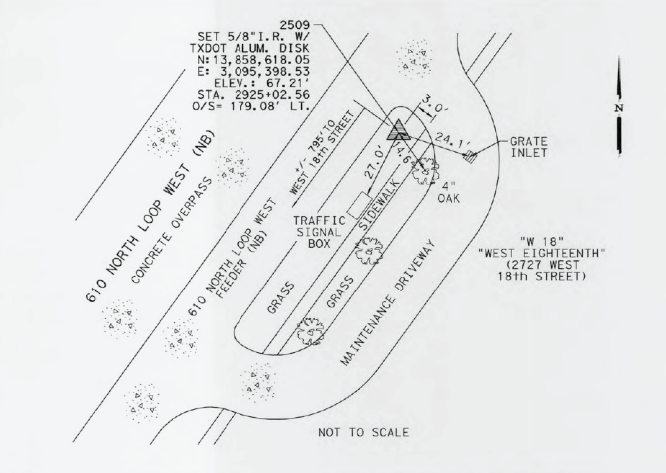 2509
SET 5/8" I.R. W/
TXDOT ALUM. DISK
N: 13,858,618.05
E: 3,095,398.53
ELEV.: 67.21'
STA. 2925+02.56
O/S= 179.08' LT.
3.0'
24.1'
GRATE
INLET
14.6'
27.0'
4"
OAK
+/- 795' TO
WEST 18th STREET
SIDEWALK
TRAFFIC
SIGNAL
BOX
N
610 NORTH LOOP WEST (NB)
CONCRETE OVERPASS
610 NORTH LOOP WEST
FEEDER (NB)
GRASS
GRASS
MAINTENANCE DRIVEWAY
"W 18"
"WEST EIGHTEENTH"
(2727 WEST
18th STREET)
NOT TO SCALE